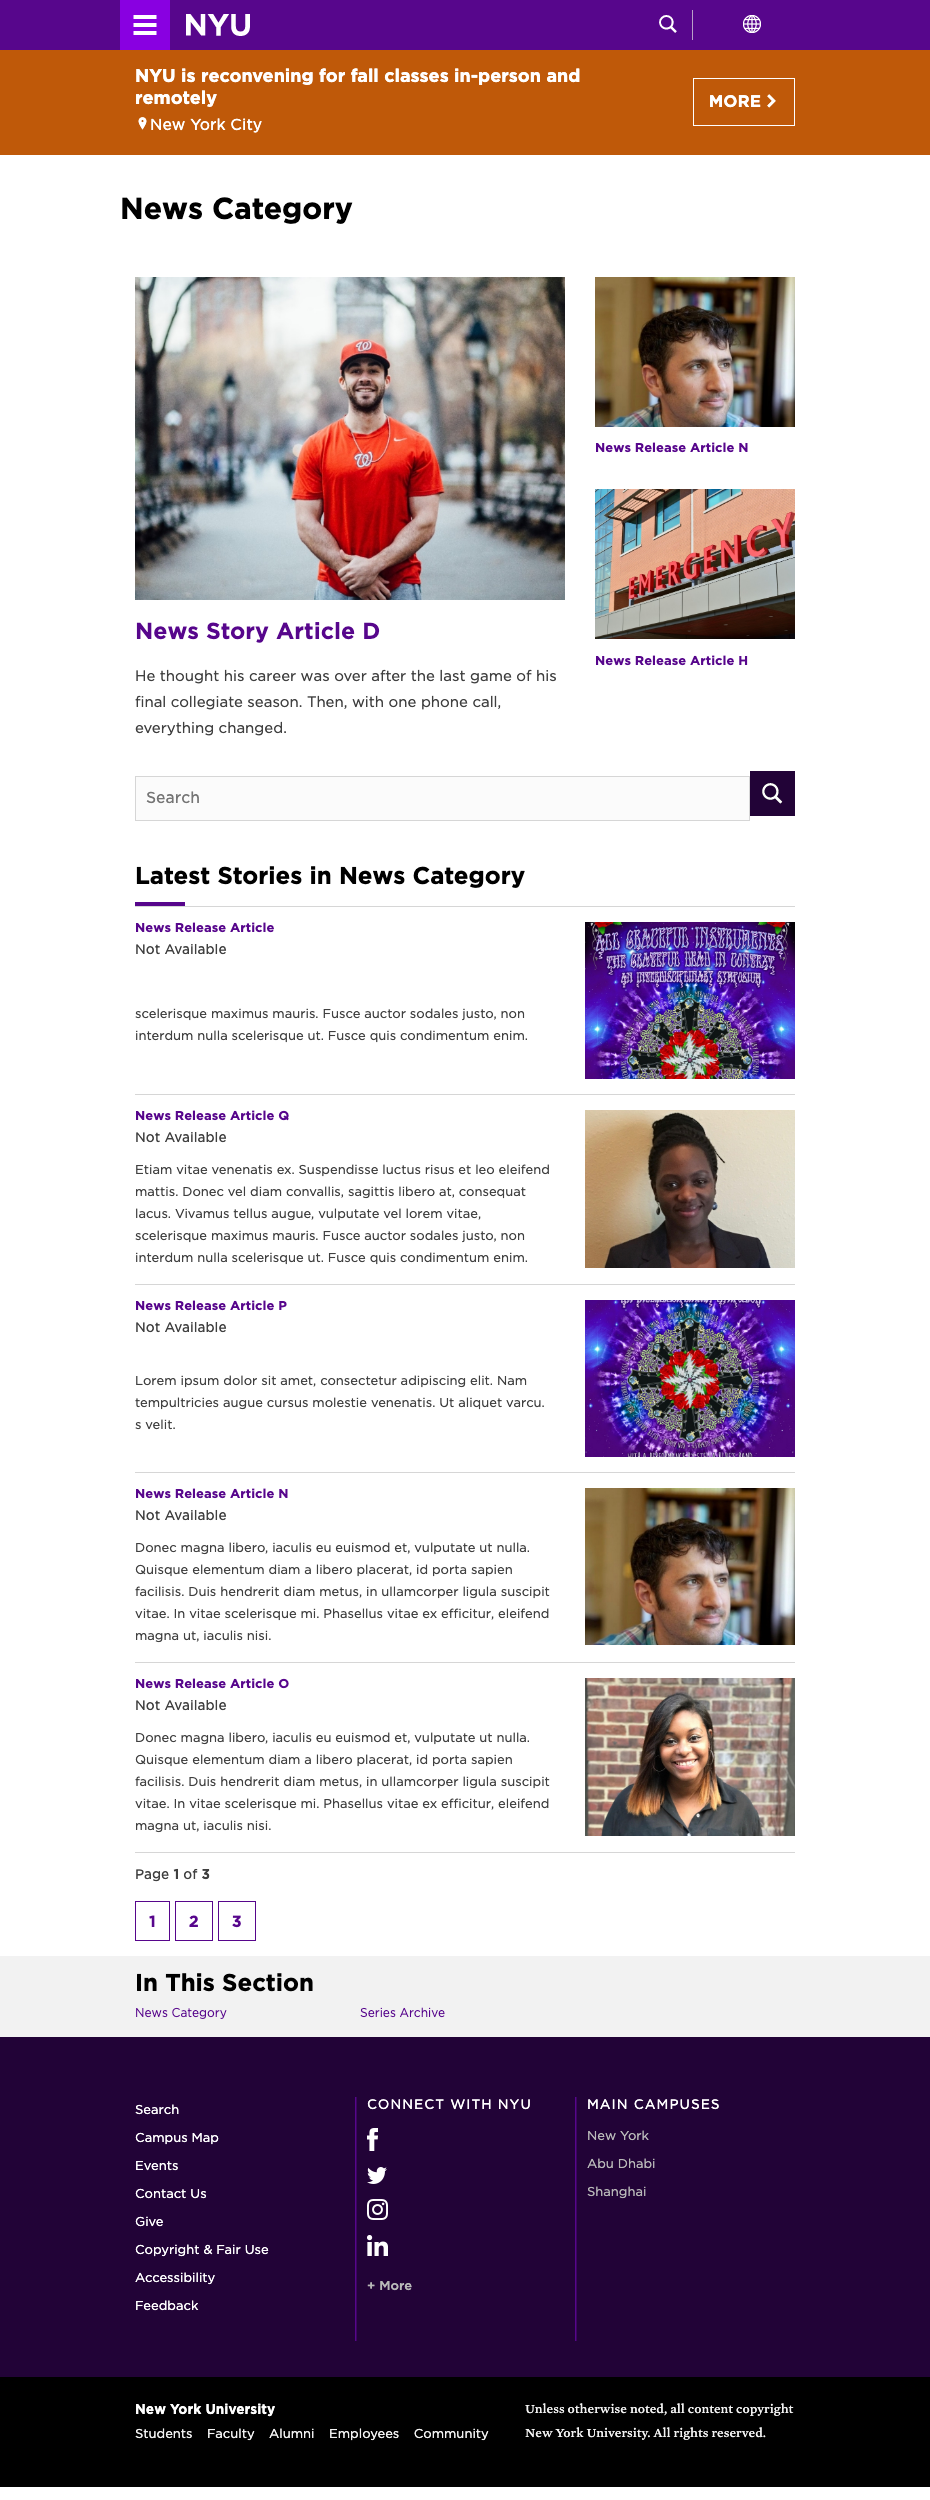 NYU
NYU is reconvening for fall classes in-person and
remotely
New York City
MORE
News Category
W
W
News Story Article D
He thought his career was over after the last game of his
final collegiate season. Then, with one phone call,
everything changed.
News Release Article N
EMERGENCY
News Release Article H
Search
Latest Stories in News Category
News Release Article
Not Available
scelerisque maximus mauris. Fusce auctor sodales justo, non
interdum nulla scelerisque ut. Fusce quis condimentum enim.
ALL GRATEFUL INSTRUMENTS
THE GRATEFUL DEAD IN CONTEXT
AN INTERDISCIPLINARY SYMPOSIUM
News Release Article Q
Not Available
Etiam vitae venenatis ex. Suspendisse luctus risus et leo eleifend
mattis. Donec vel diam convallis, sagittis libero at, consequat
lacus. Vivamus tellus augue, vulputate vel lorem vitae,
scelerisque maximus mauris. Fusce auctor sodales justo, non
interdum nulla scelerisque ut. Fusce quis condimentum enim.
News Release Article P
Not Available
Lorem ipsum dolor sit amet, consectetur adipiscing elit. Nam
tempultricies augue cursus molestie venenatis. Ut aliquet varcu.
s velit.
News Release Article N
Not Available
Donec magna libero, iaculis eu euismod et, vulputate ut nulla.
Quisque elementum diam a libero placerat, id porta sapien
facilisis. Duis hendrerit diam metus, in ullamcorper ligula suscipit
vitae. In vitae scelerisque mi. Phasellus vitae ex efficitur, eleifend
magna ut, iaculis nisi.
News Release Article O
Not Available
Donec magna libero, iaculis eu euismod et, vulputate ut nulla.
Quisque elementum diam a libero placerat, id porta sapien
facilisis. Duis hendrerit diam metus, in ullamcorper ligula suscipit
vitae. In vitae scelerisque mi. Phasellus vitae ex efficitur, eleifend
magna ut, iaculis nisi.
Page 1 of 3
1 2 3
In This Section
News Category Series Archive
Search
Campus Map
Events
Contact Us
Give
Copyright & Fair Use
Accessibility
Feedback
CONNECT WITH NYU
+ More
MAIN CAMPUSES
New York
Abu Dhabi
Shanghai
New York University
Students Faculty Alumni Employees Community
Unless otherwise noted, all content copyright
New York University. All rights reserved.